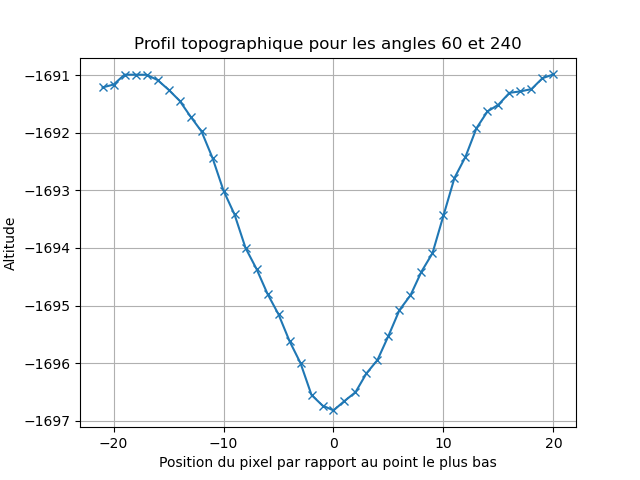 Profil topographique pour les angles 60 et 240
−1691
−1692
−1693
−1694
−1695
−1696
−1697
Altitude
−20 −10 0 10 20
Position du pixel par rapport au point le plus bas